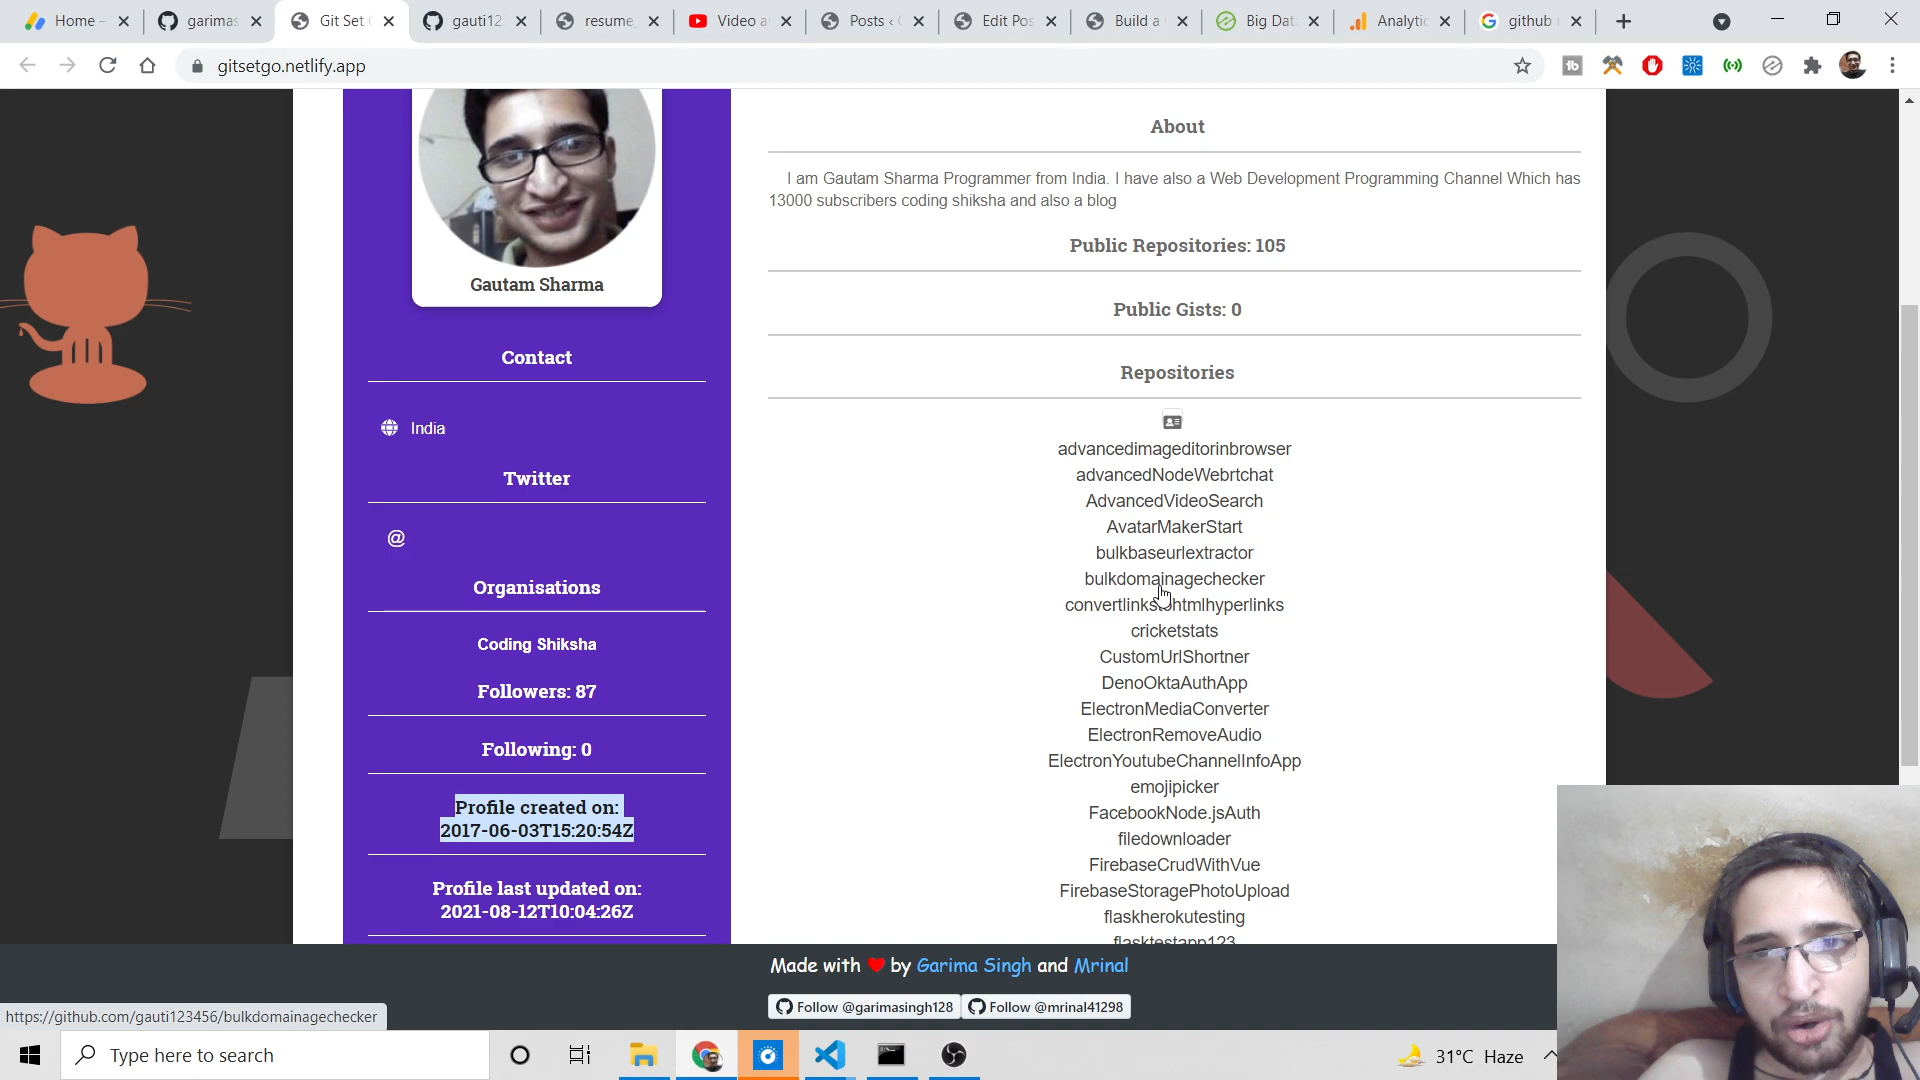 Home
garimas
Git Set
gauti12
resume
Video a
Posts ‹
Edit Pos
Build a
Big Dat
Analytic
github
gitsetgo.netlify.app
Gautam Sharma
Contact
India
Twitter
@
Organisations
Coding Shiksha
Followers: 87
Following: 0
Profile created on:
2017-06-03T15:20:54Z
Profile last updated on:
2021-08-12T10:04:26Z
About
I am Gautam Sharma Programmer from India. I have also a Web Development Programming Channel Which has
13000 subscribers coding shiksha and also a blog
Public Repositories: 105
Public Gists: 0
Repositories
advancedimageditorinbrowser
advancedNodeWebrtchat
AdvancedVideoSearch
AvatarMakerStart
bulkbaseurlextractor
bulkdomainagechecker
convertlinkstohtmlhyperlinks
cricketstats
CustomUrlShortner
DenoOktaAuthApp
ElectronMediaConverter
ElectronRemoveAudio
ElectronYoutubeChannelInfoApp
emojipicker
FacebookNode.jsAuth
filedownloader
FirebaseCrudWithVue
FirebaseStoragePhotoUpload
flaskherokutesting
flasktestapp123
Made with ❤ by Garima Singh and Mrinal
Follow @garimasingh128
Follow @mrinal41298
https://github.com/gauti123456/bulkdomainagechecker
Type here to search
31°C Haze